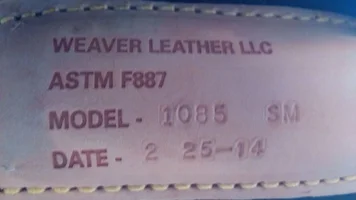 WEAVER LEATHER LLC
ASTM F887
MODEL - 1085 SM
DATE - 2 25-14